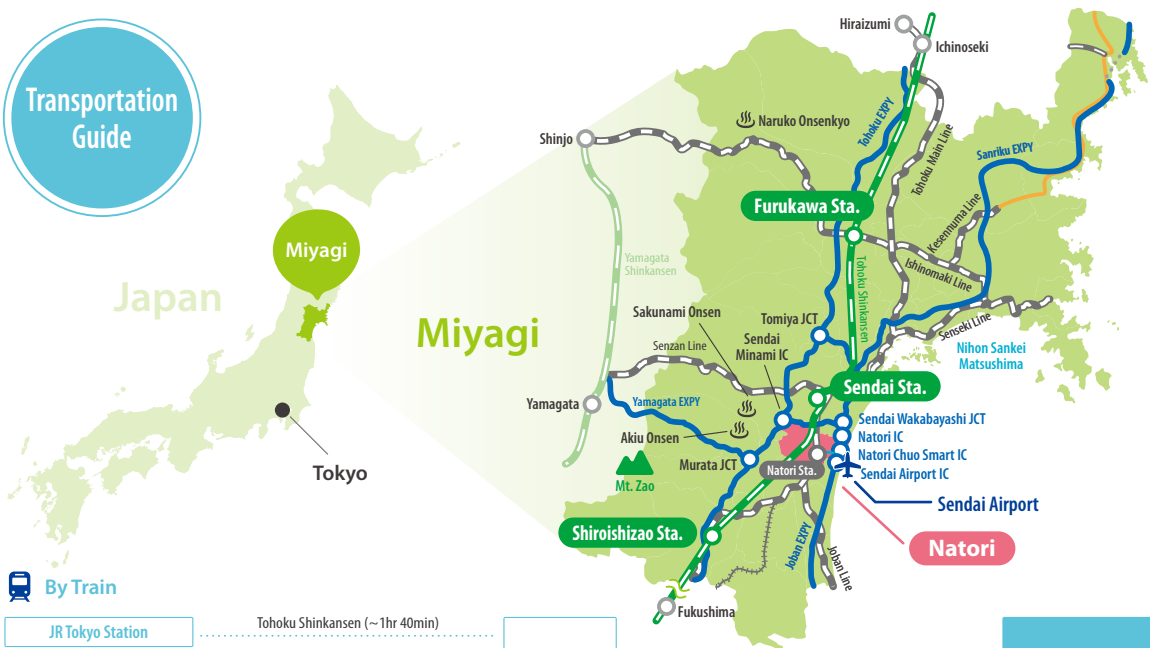 Transportation
Guide
Japan
Miyagi
Tokyo
Miyagi
Hiraizumi
Ichinoseki
Shinjo
Naruko Onsenkyo
Tohoku EXPY
Tohoku Main Line
Sanriku EXPY
Furukawa Sta.
Kesennuma Line
Ishinomaki Line
Yamagata
Shinkansen
Tohoku Shinkansen
Sakunami Onsen
Tomiya JCT
Sendai
Minami IC
Senzan Line
Senseki Line
Nihon Sankei
Matsushima
Sendai Sta.
Yamagata
Yamagata EXPY
Akiu Onsen
Sendai Wakabayashi JCT
Natori IC
Natori Chuo Smart IC
Sendai Airport IC
Murata JCT
Natori Sta.
Mt. Zao
Sendai Airport
Shiroishizao Sta.
Natori
Joban EXPY
Joban Line
Fukushima
By Train
JR Tokyo Station
Tohoku Shinkansen (~1hr 40min)